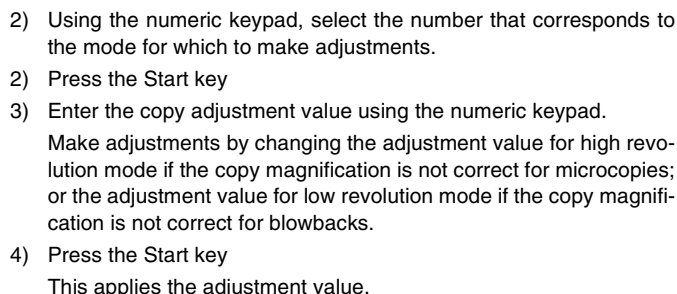 2) Using the numeric keypad, select the number that corresponds to
the mode for which to make adjustments.
2) Press the Start key
3) Enter the copy adjustment value using the numeric keypad.
Make adjustments by changing the adjustment value for high revo-
lution mode if the copy magnification is not correct for microcopies;
or the adjustment value for low revolution mode if the copy magnifi-
cation is not correct for blowbacks.
4) Press the Start key
This applies the adjustment value.